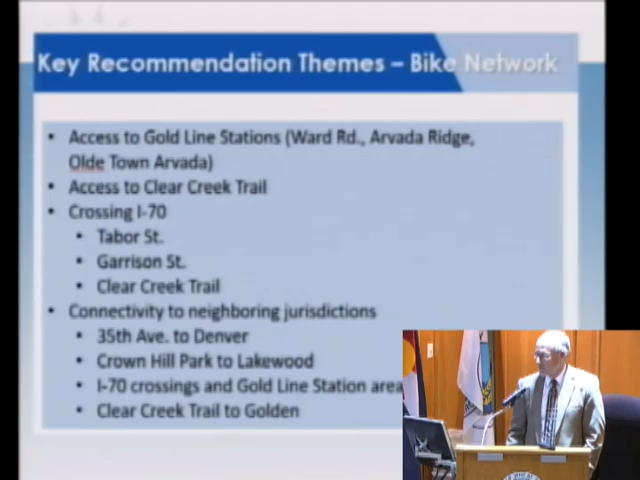 Key Recommendation Themes – Bike Network
• Access to Gold Line Stations (Ward Rd., Arvada Ridge,
Olde Town Arvada)
• Access to Clear Creek Trail
• Crossing I-70
• Tabor St.
• Garrison St.
• Clear Creek Trail
• Connectivity to neighboring jurisdictions
• 35th Ave. to Denver
• Crown Hill Park to Lakewood
• I-70 crossings and Gold Line Station area
• Clear Creek Trail to Golden
WHEAT